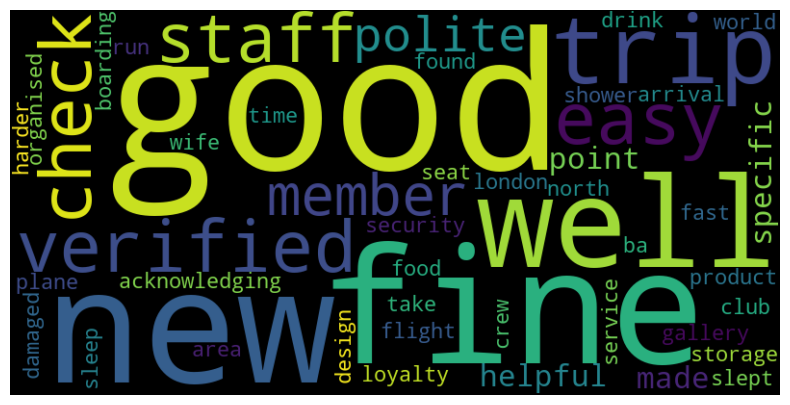 good
new
fine
well
trip
check
staff
verified
easy
polite
member
specific
point
helpful
made
harder
organised
boarding
run
time
wife
found
drink
world
shower
arrival
seat
london
north
security
fast
ba
plane
acknowledging
food
product
damaged
sleep
area
take
flight
crew
service
club
gallery
design
loyalty
storage
slept